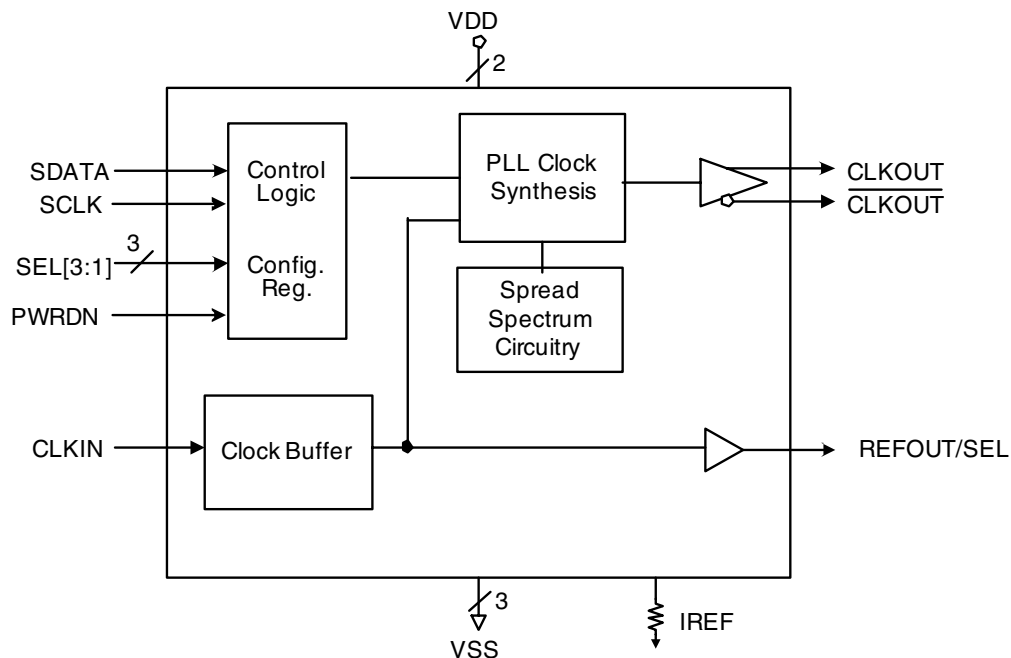 VDD
2
SDATA
SCLK
3
SEL[3:1]
PWRDN
Control
Logic
Config.
Reg.
PLL Clock
Synthesis
Spread
Spectrum
Circuitry
CLKOUT
CLKOUT
CLKIN
Clock Buffer
REFOUT/SEL
3
VSS
IREF